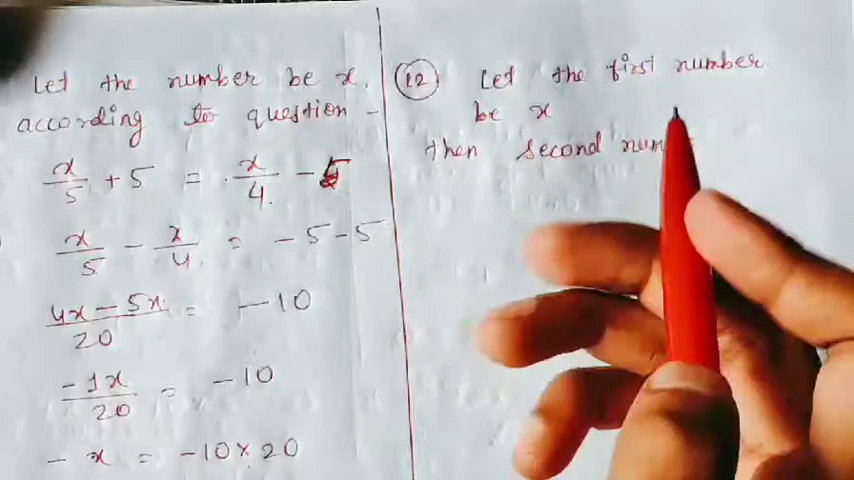 Let the number be x.
according to question -
x/5 + 5 = x/4 - 5
x/5 - x/4 = -5-5
4x - 5x / 20 = -10
-1x / 20 = -10
- x = -10 × 20
12 Let the first number
be x
then second num